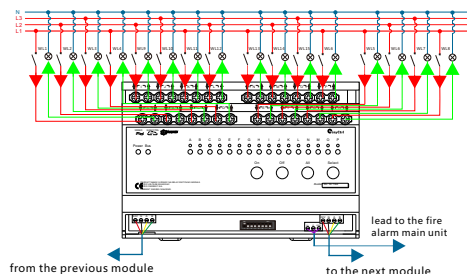 N
L3
L2
L1
WL1 WL2 WL3 WL4 WL9 WL10 WL11 WL12 WL13 WL14 WL15 WL16 WL5 WL6 WL7 WL8
A B C D E F G H I J K L M N O P
Power Bus
On Off All Select
CE
lead to the fire
alarm main unit
from the previous module
to the next module